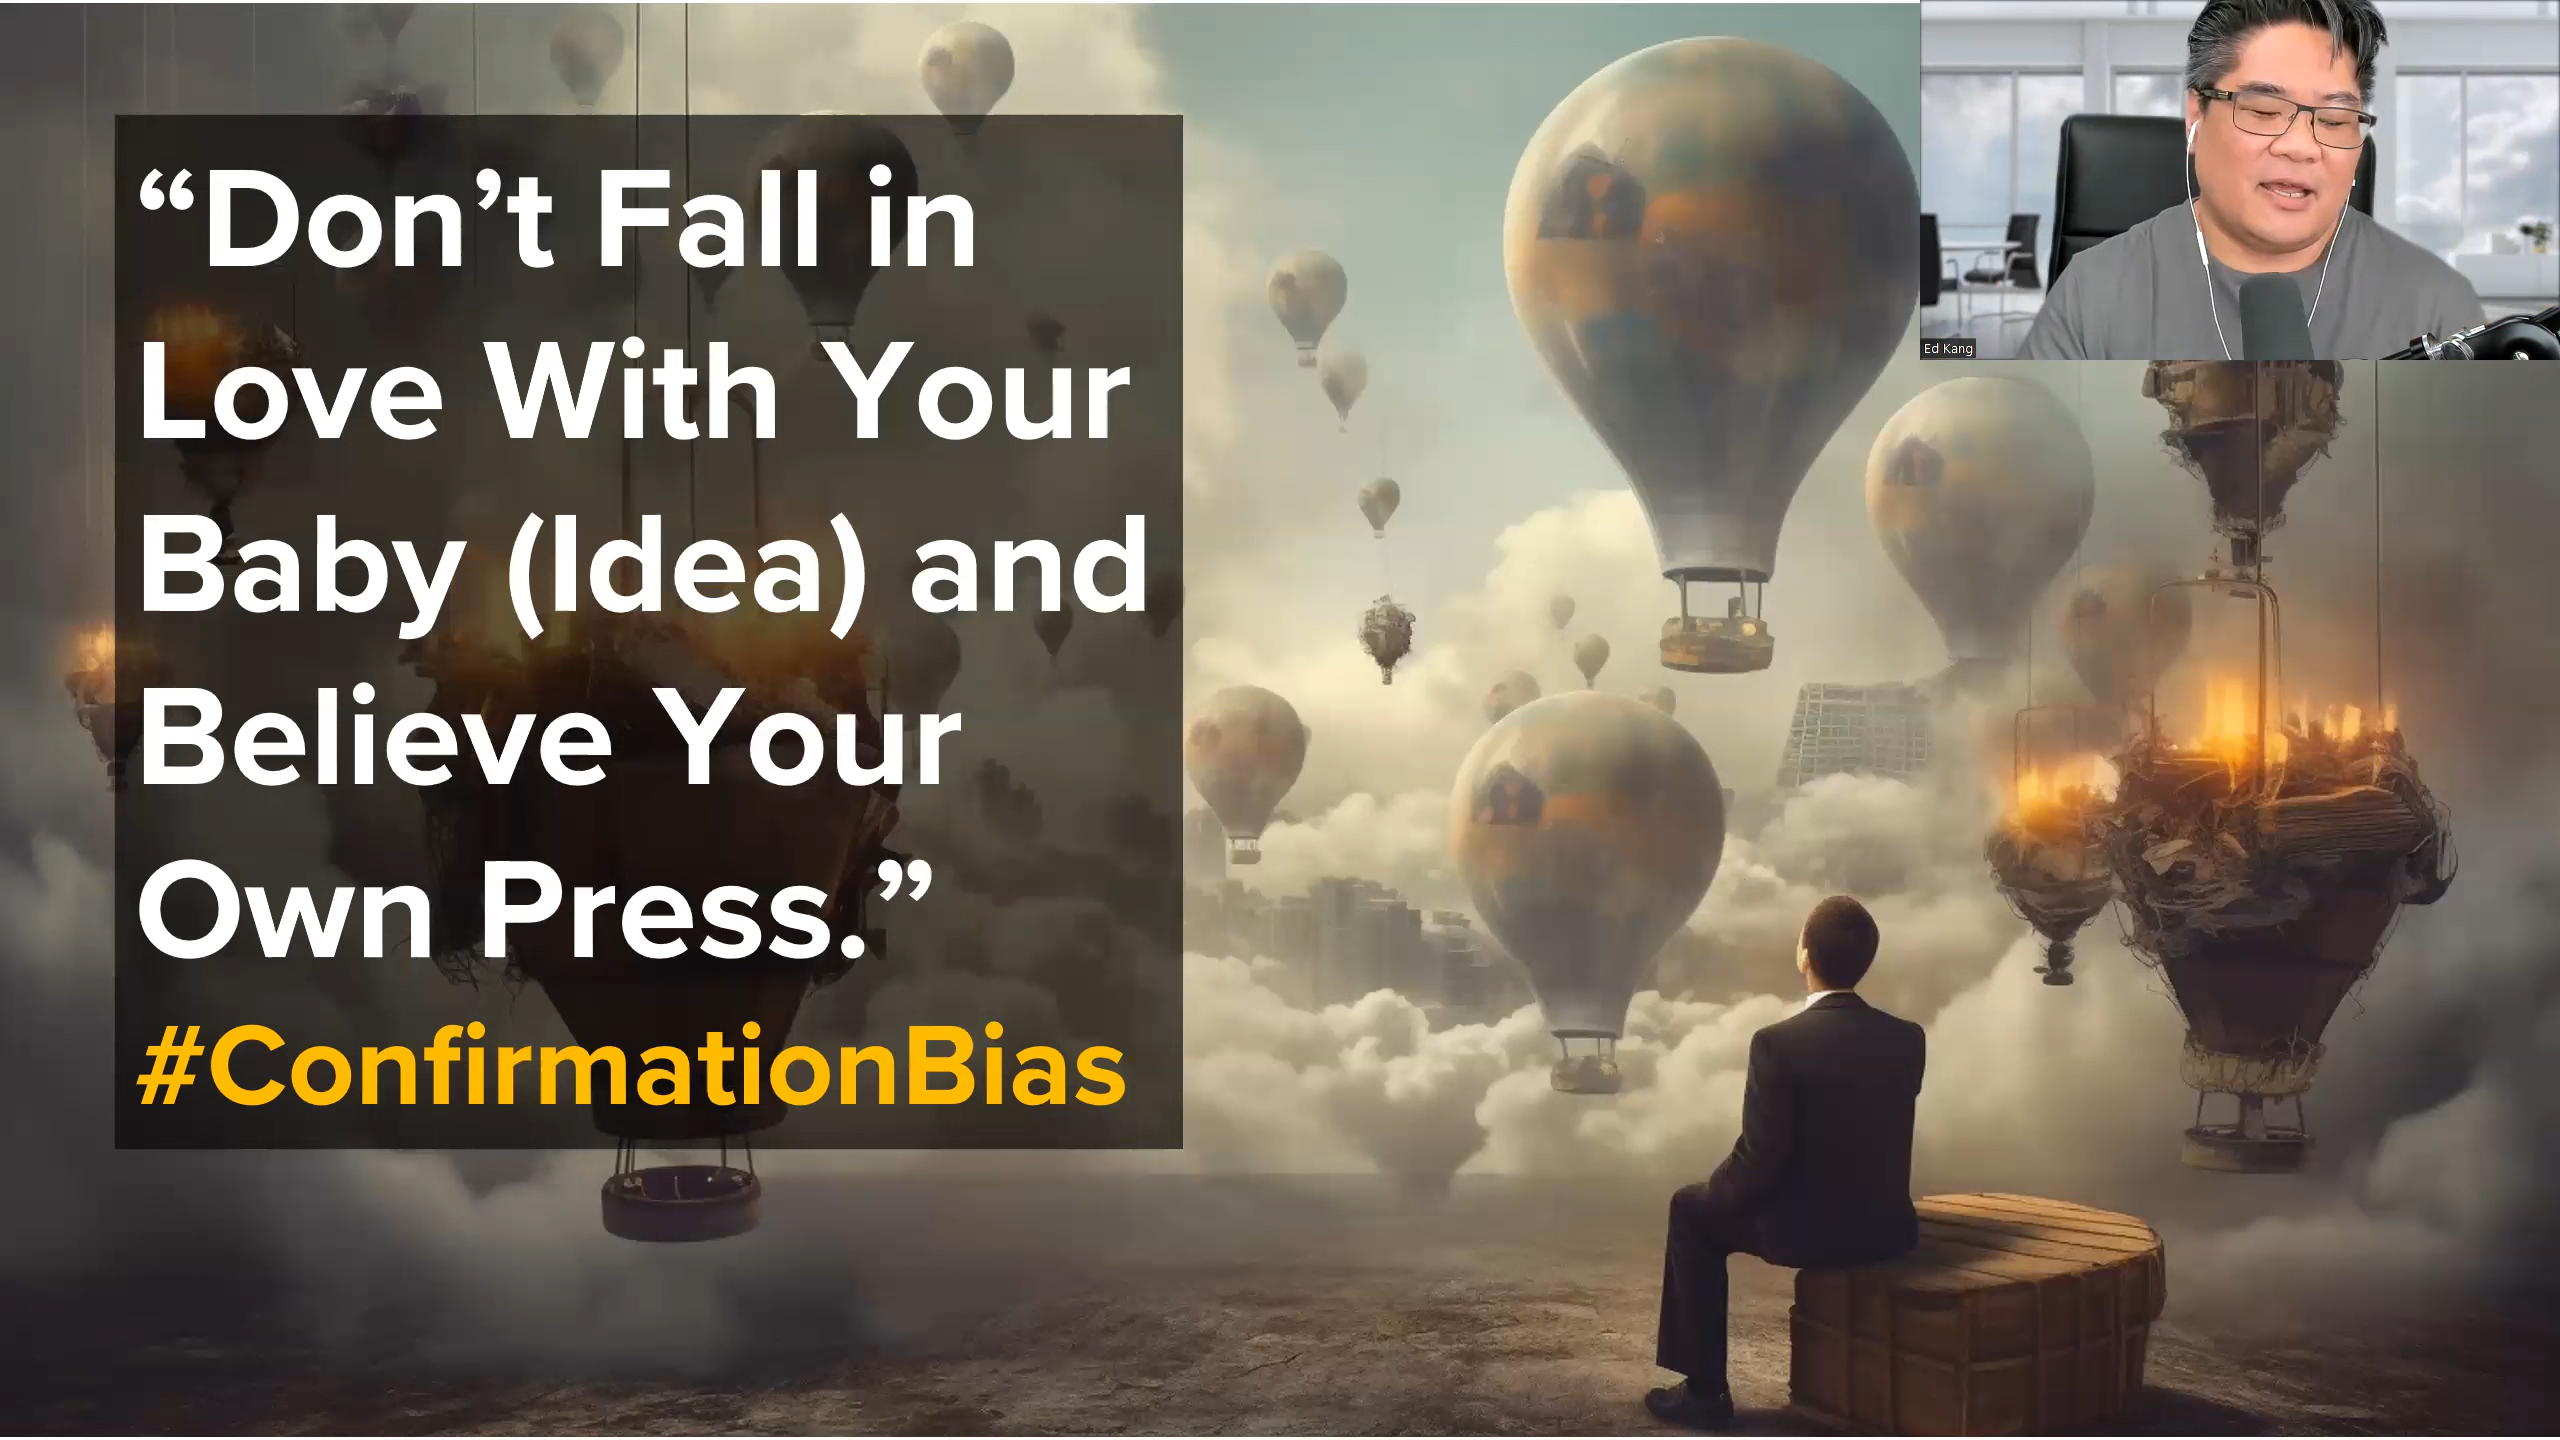 “Don’t Fall in
Love With Your
Baby (Idea) and
Believe Your
Own Press.”
#ConfirmationBias
Ed Kang